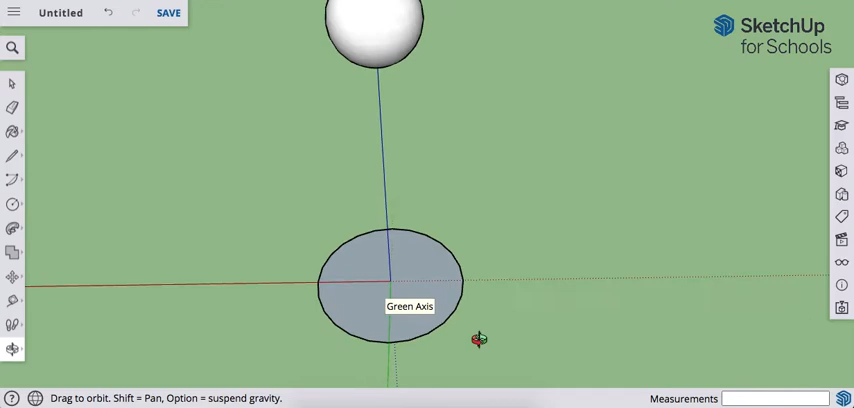 Untitled
SAVE
SketchUp
for Schools
Green Axis
Drag to orbit. Shift = Pan, Option = suspend gravity.
Measurements